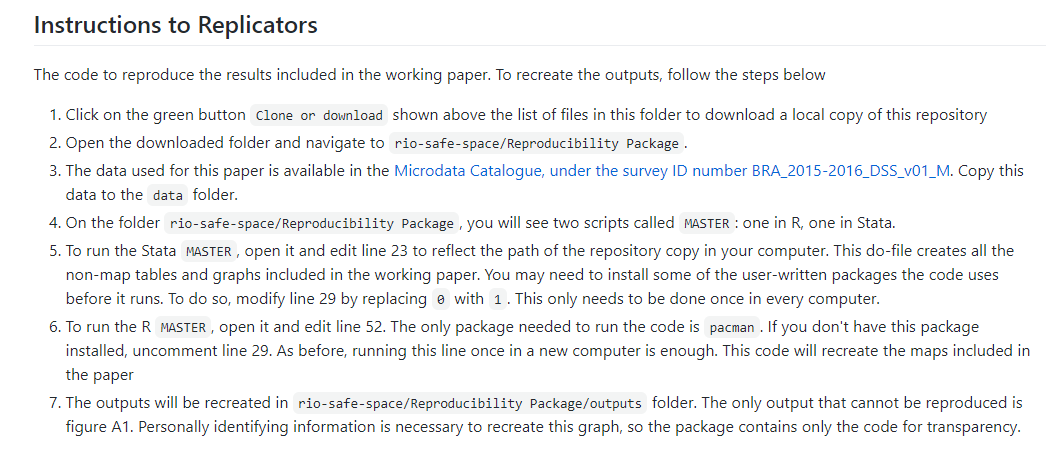 Instructions to Replicators
The code to reproduce the results included in the working paper. To recreate the outputs, follow the steps below
1. Click on the green button Clone or download shown above the list of files in this folder to download a local copy of this repository
2. Open the downloaded folder and navigate to rio-safe-space/Reproducibility Package.
3. The data used for this paper is available in the Microdata Catalogue, under the survey ID number BRA_2015-2016_DSS_v01_M. Copy this
data to the data folder.
4. On the folder rio-safe-space/Reproducibility Package, you will see two scripts called MASTER: one in R, one in Stata.
5. To run the Stata MASTER, open it and edit line 23 to reflect the path of the repository copy in your computer. This do-file creates all the
non-map tables and graphs included in the working paper. You may need to install some of the user-written packages the code uses
before it runs. To do so, modify line 29 by replacing 0 with 1. This only needs to be done once in every computer.
6. To run the R MASTER, open it and edit line 52. The only package needed to run the code is pacman. If you don't have this package
installed, uncomment line 29. As before, running this line once in a new computer is enough. This code will recreate the maps included in
the paper
7. The outputs will be recreated in rio-safe-space/Reproducibility Package/outputs folder. The only output that cannot be reproduced is
figure A1. Personally identifying information is necessary to recreate this graph, so the package contains only the code for transparency.